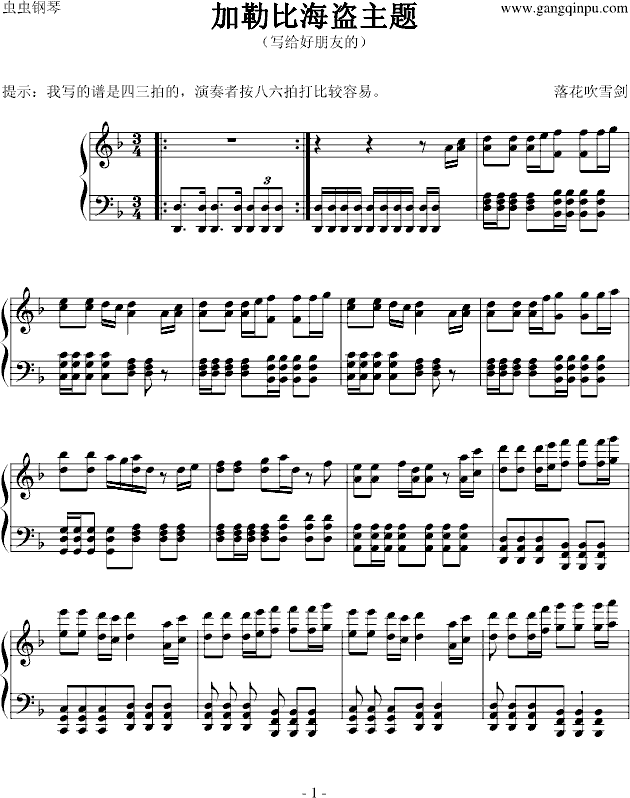 虫虫钢琴
加勒比海盗主题
www.gangqinpu.com
（写给好朋友的）
提示：我写的谱是四三拍的，演奏者按八六拍打比较容易。
落花吹雪剑
3
4
3
4
3
- 1 -